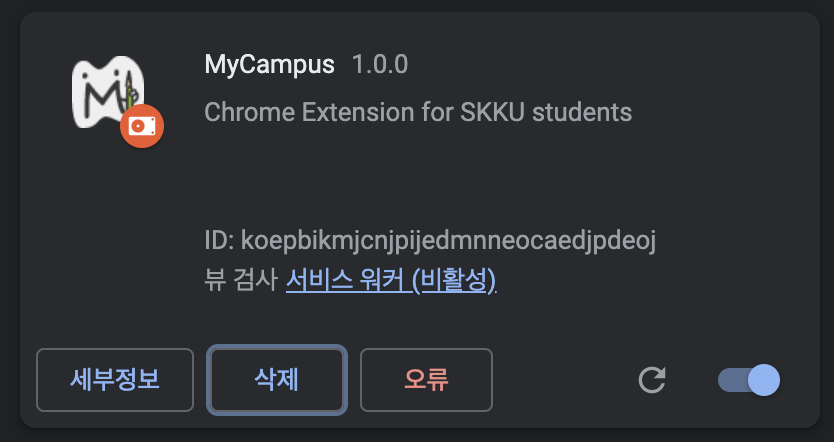 MyCampus 1.0.0
Chrome Extension for SKKU students
ID: koepbikmjcnjpijedmnneocaedjpdeoj
뷰 검사 서비스 워커 (비활성)
세부정보 삭제 오류